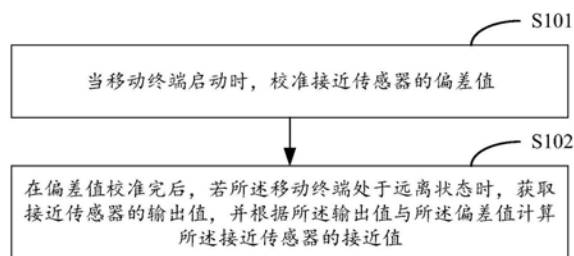 S101
当移动终端启动时，校准接近传感器的偏差值
S102
在偏差值校准完后，若所述移动终端处于远离状态时，获取
接近传感器的输出值，并根据所述输出值与所述偏差值计算
所述接近传感器的接近值